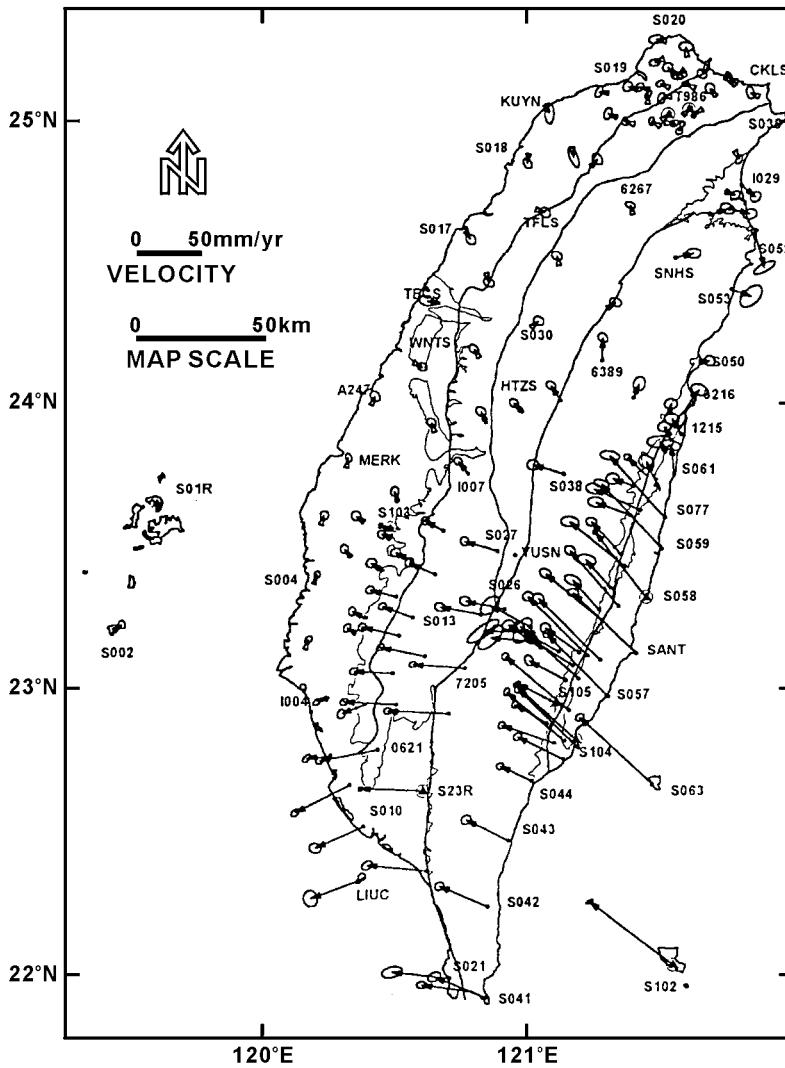 S020
S019
CKLS
KUYN
T986
25°N
S039
S018
I029
6267
N
TFLS
0 50mm/yr
S017
VELOCITY
SNHS
S053
TECS
0 50km
WNTS
S030
S050
MAP SCALE
6389
HTZS
A247
24°N
1215
MERK
S061
S01R
I007
S038
S077
S103
S027
YUSN
S059
S004
S026
S058
S013
S002
SANT
23°N
7205
S105
S057
I004
0621
S104
S23R
S063
S044
S010
S043
LIUC
S042
22°N
S021
S102
S041
120°E 121°E